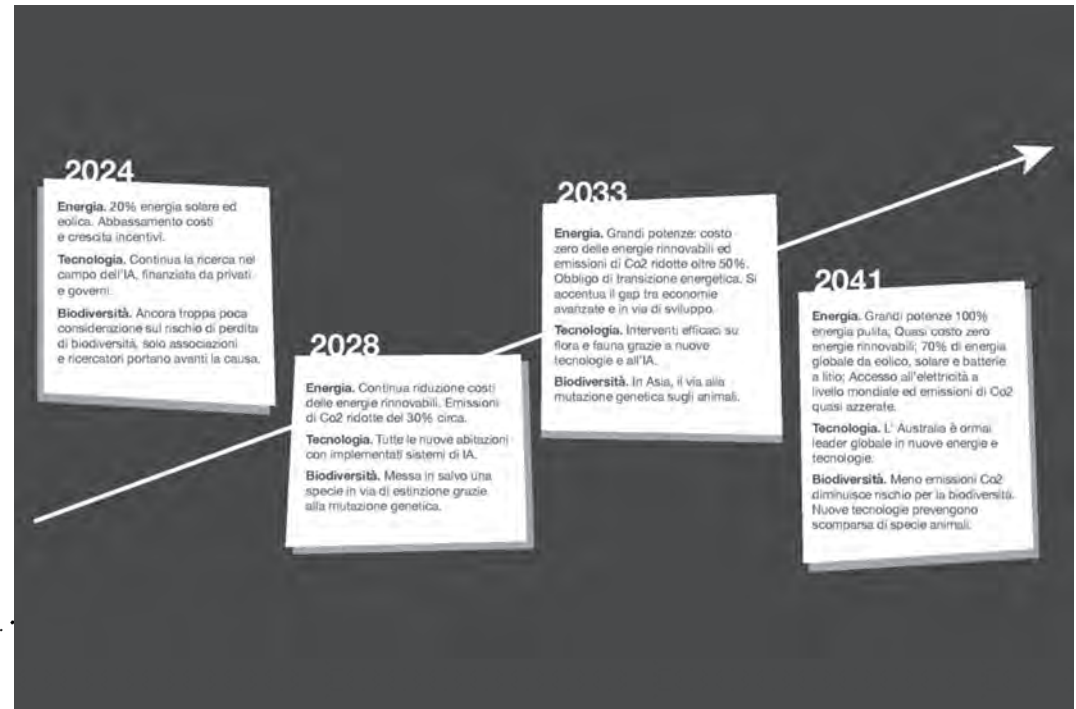 2024
Energia. 20% energia solare ed
eolica. Abbassamento costi
e crescita incentivi.
Tecnologia. Continua la ricerca nel
campo dell'IA, finanziata da privati
e governi.
Biodiversità. Ancora troppa poca
considerazione sul rischio di perdita
di biodiversità, solo associazioni
e ricercatori portano avanti la causa.
2028
Energia. Continua riduzione costi
delle energie rinnovabili. Emissioni
di Co2 ridotte del 30% circa.
Tecnologia. Tutte le nuove abitazioni
con implementati sistemi di IA.
Biodiversità. Messa in salvo una
specie in via di estinzione grazie
alla mutazione genetica.
2033
Energia. Grandi potenze: costo
zero delle energie rinnovabili ed
emissioni di Co2 ridotte oltre 50%.
Obbligo di transizione energetica. Si
accentua il gap tra economie
avanzate e in via di sviluppo.
Tecnologia. Interventi efficaci su
flora e fauna grazie a nuove
tecnologie e all'IA.
Biodiversità. In Asia, il via alla
mutazione genetica sugli animali.
2041
Energia. Grandi potenze 100%
energia pulita; Quasi costo zero
energie rinnovabili; 70% di energia
globale da eolico, solare e batterie
a litio; Accesso all'elettricità a
livello mondiale ed emissioni di Co2
quasi azzerate.
Tecnologia. L' Australia è ormai
leader globale in nuove energie e
tecnologie.
Biodiversità. Meno emissioni Co2
diminuisce rischio per la biodiversità.
Nuove tecnologie prevengono
scomparsa di specie animali.